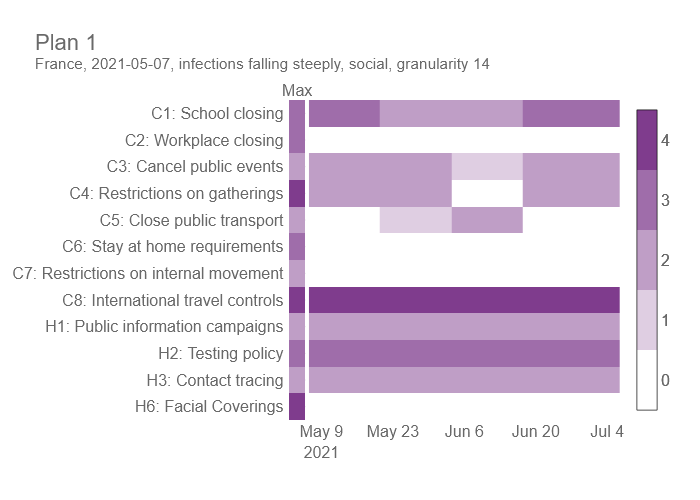 Plan 1
France, 2021-05-07, infections falling steeply, social, granularity 14
Max
C1: School closing
C2: Workplace closing
C3: Cancel public events
C4: Restrictions on gatherings
C5: Close public transport
C6: Stay at home requirements
C7: Restrictions on internal movement
C8: International travel controls
H1: Public information campaigns
H2: Testing policy
H3: Contact tracing
H6: Facial Coverings
4
3
2
1
0
May 9 May 23 Jun 6 Jun 20 Jul 4
2021